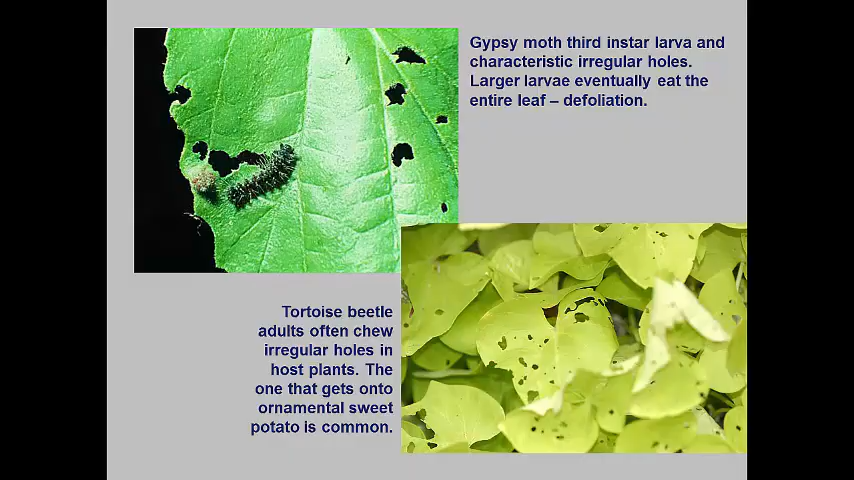 Gypsy moth third instar larva and
characteristic irregular holes.
Larger larvae eventually eat the
entire leaf – defoliation.
Tortoise beetle
adults often chew
irregular holes in
host plants. The
one that gets onto
ornamental sweet
potato is common.